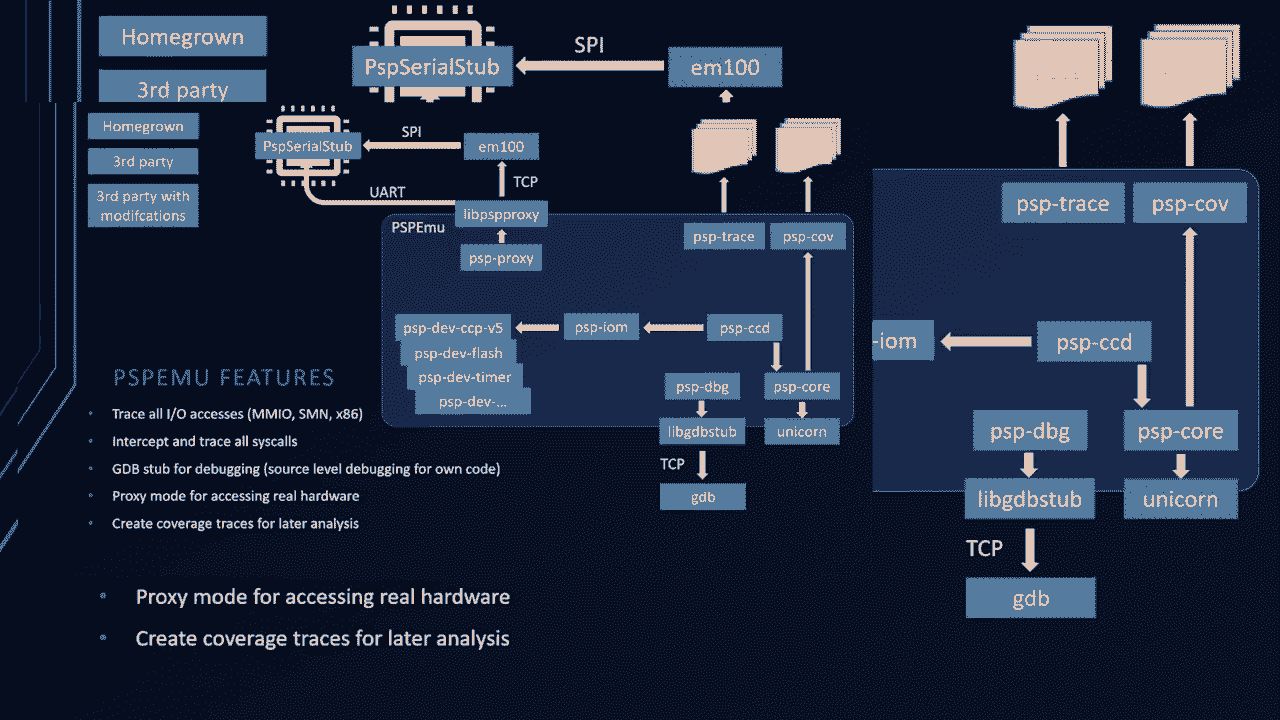 Homegrown
3rd party
PspSerialStub
SPI
em100
Homegrown
3rd party
3rd party with
modifcations
PspSerialStub
SPI
em100
TCP
UART
libpspproxy
PSPEmu
psp-proxy
psp-trace
psp-cov
psp-dev-ccp-v5
psp-iom
psp-ccd
psp-dev-flash
psp-dev-timer
psp-dev-...
psp-dbg
psp-core
libgdbstub
unicorn
TCP
gdb
psp-trace
psp-cov
-iom
psp-ccd
psp-dbg
psp-core
libgdbstub
unicorn
TCP
gdb
PSPEMU FEATURES
Trace all I/O accesses (MMIO, SMN, x86)
Intercept and trace all syscalls
GDB stub for debugging (source level debugging for own code)
Proxy mode for accessing real hardware
Create coverage traces for later analysis
Proxy mode for accessing real hardware
Create coverage traces for later analysis